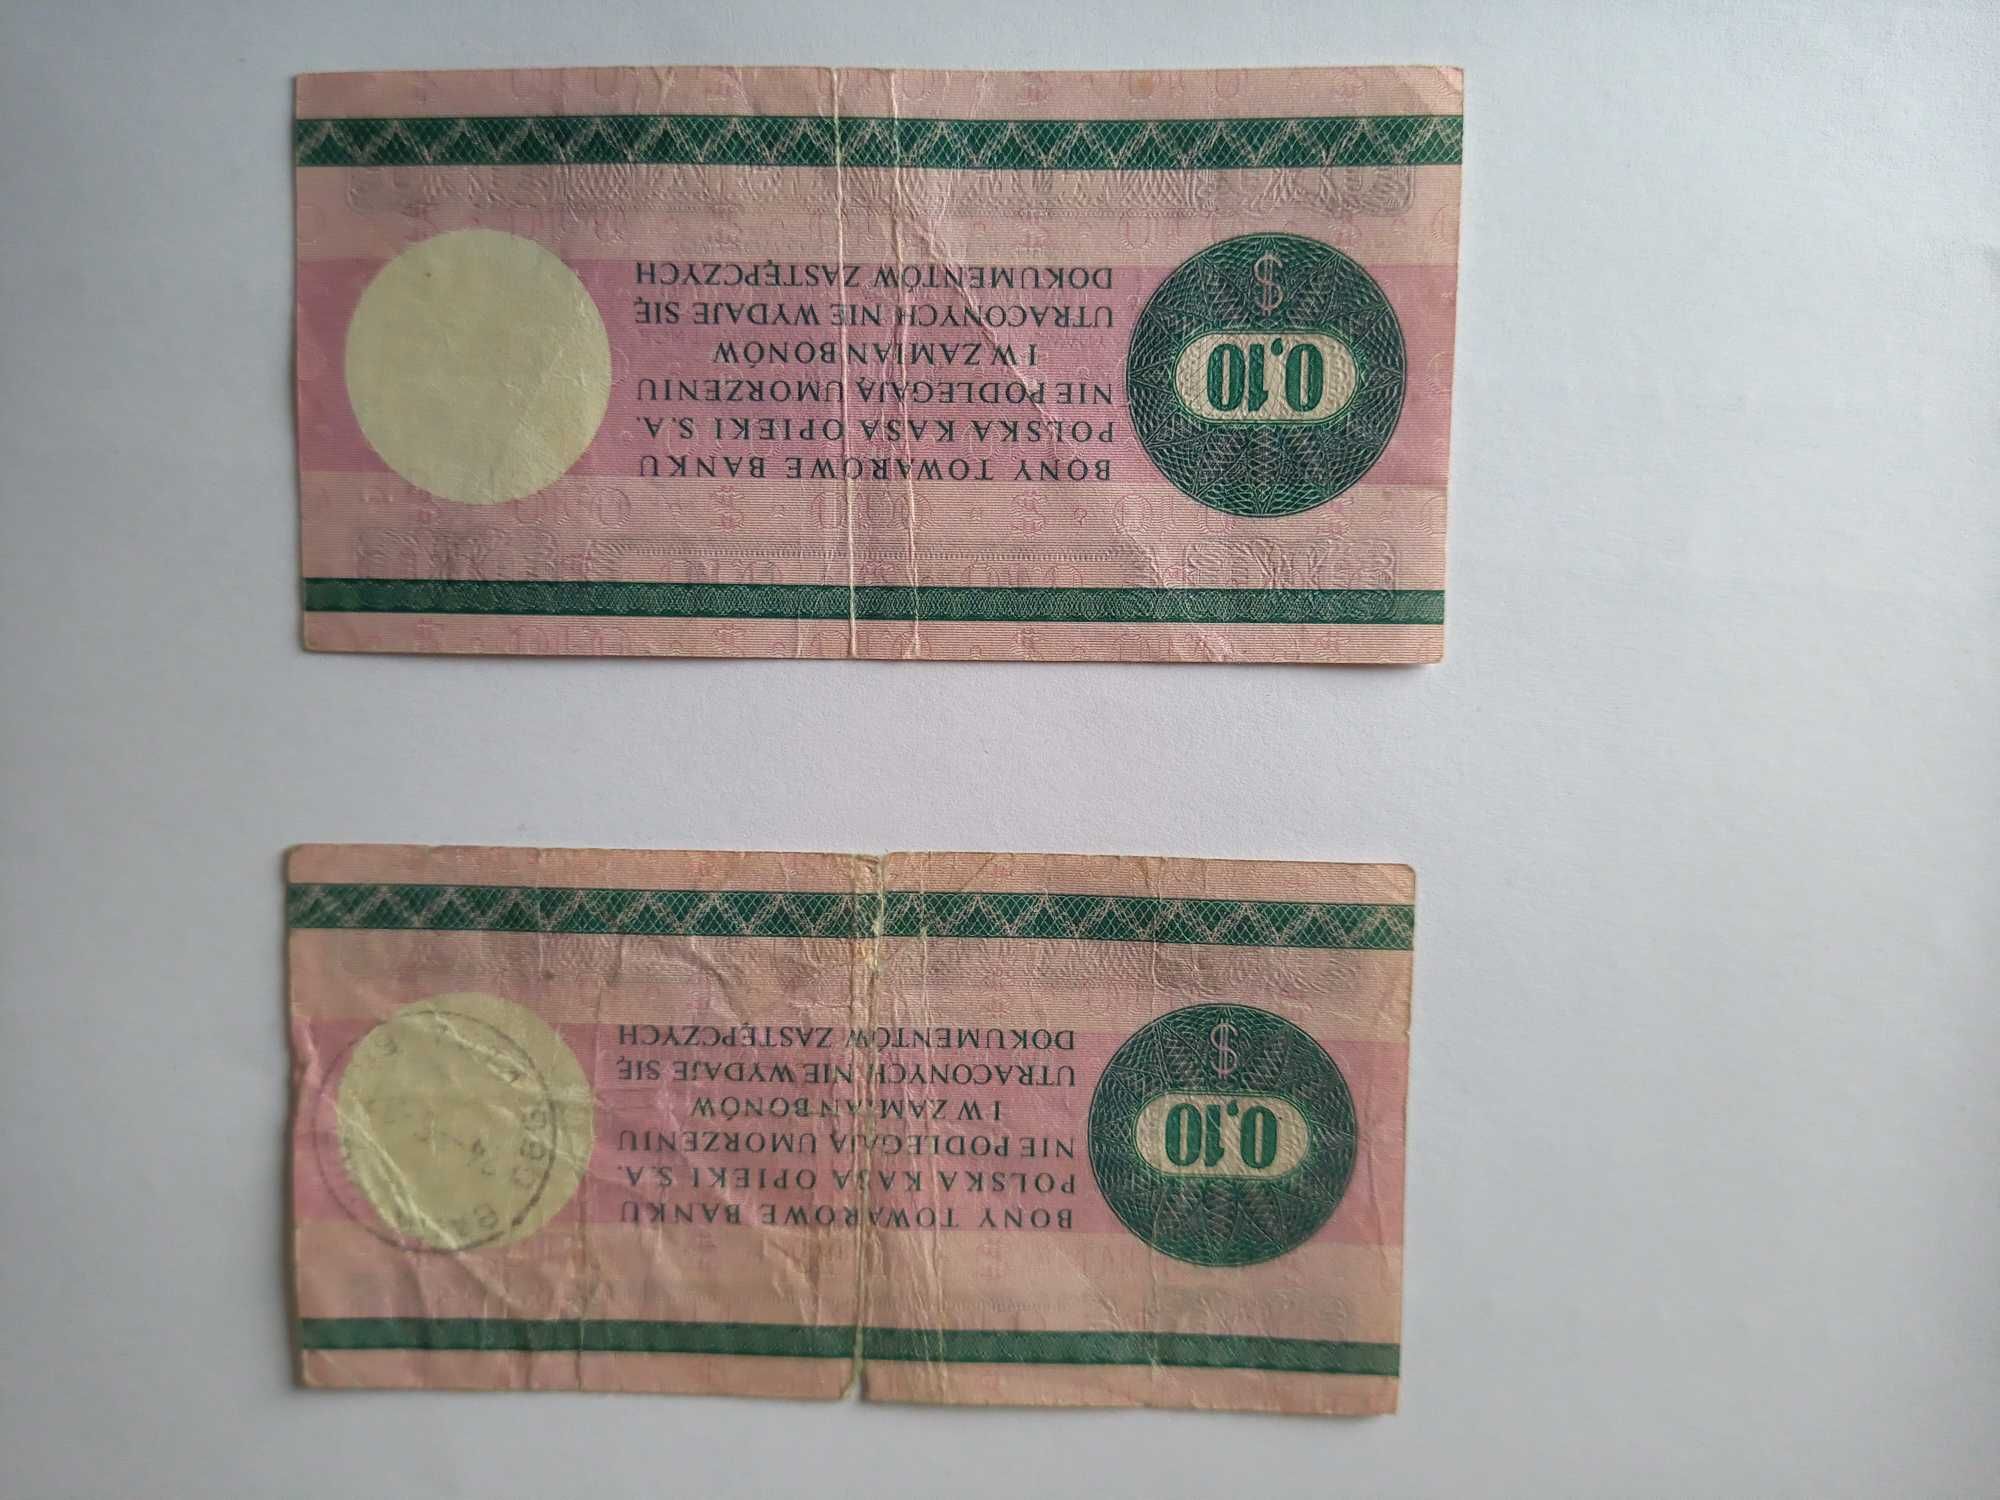 BONY TOWAROWE BANKU
POLSKA KASA OPIEKI S.A.
NIE PODLEGAJĄ UMORZENIU
I W ZAMIAN BONÓW
UTRACONYCH NIE WYDAJE SIĘ
DOKUMENTÓW ZASTĘPCZYCH
0,10
$
BONY TOWAROWE BANKU
POLSKA KASA OPIEKI S.A.
NIE PODLEGAJĄ UMORZENIU
I W ZAMIAN BONÓW
UTRACONYCH NIE WYDAJE SIĘ
DOKUMENTÓW ZASTĘPCZYCH
0,10
$